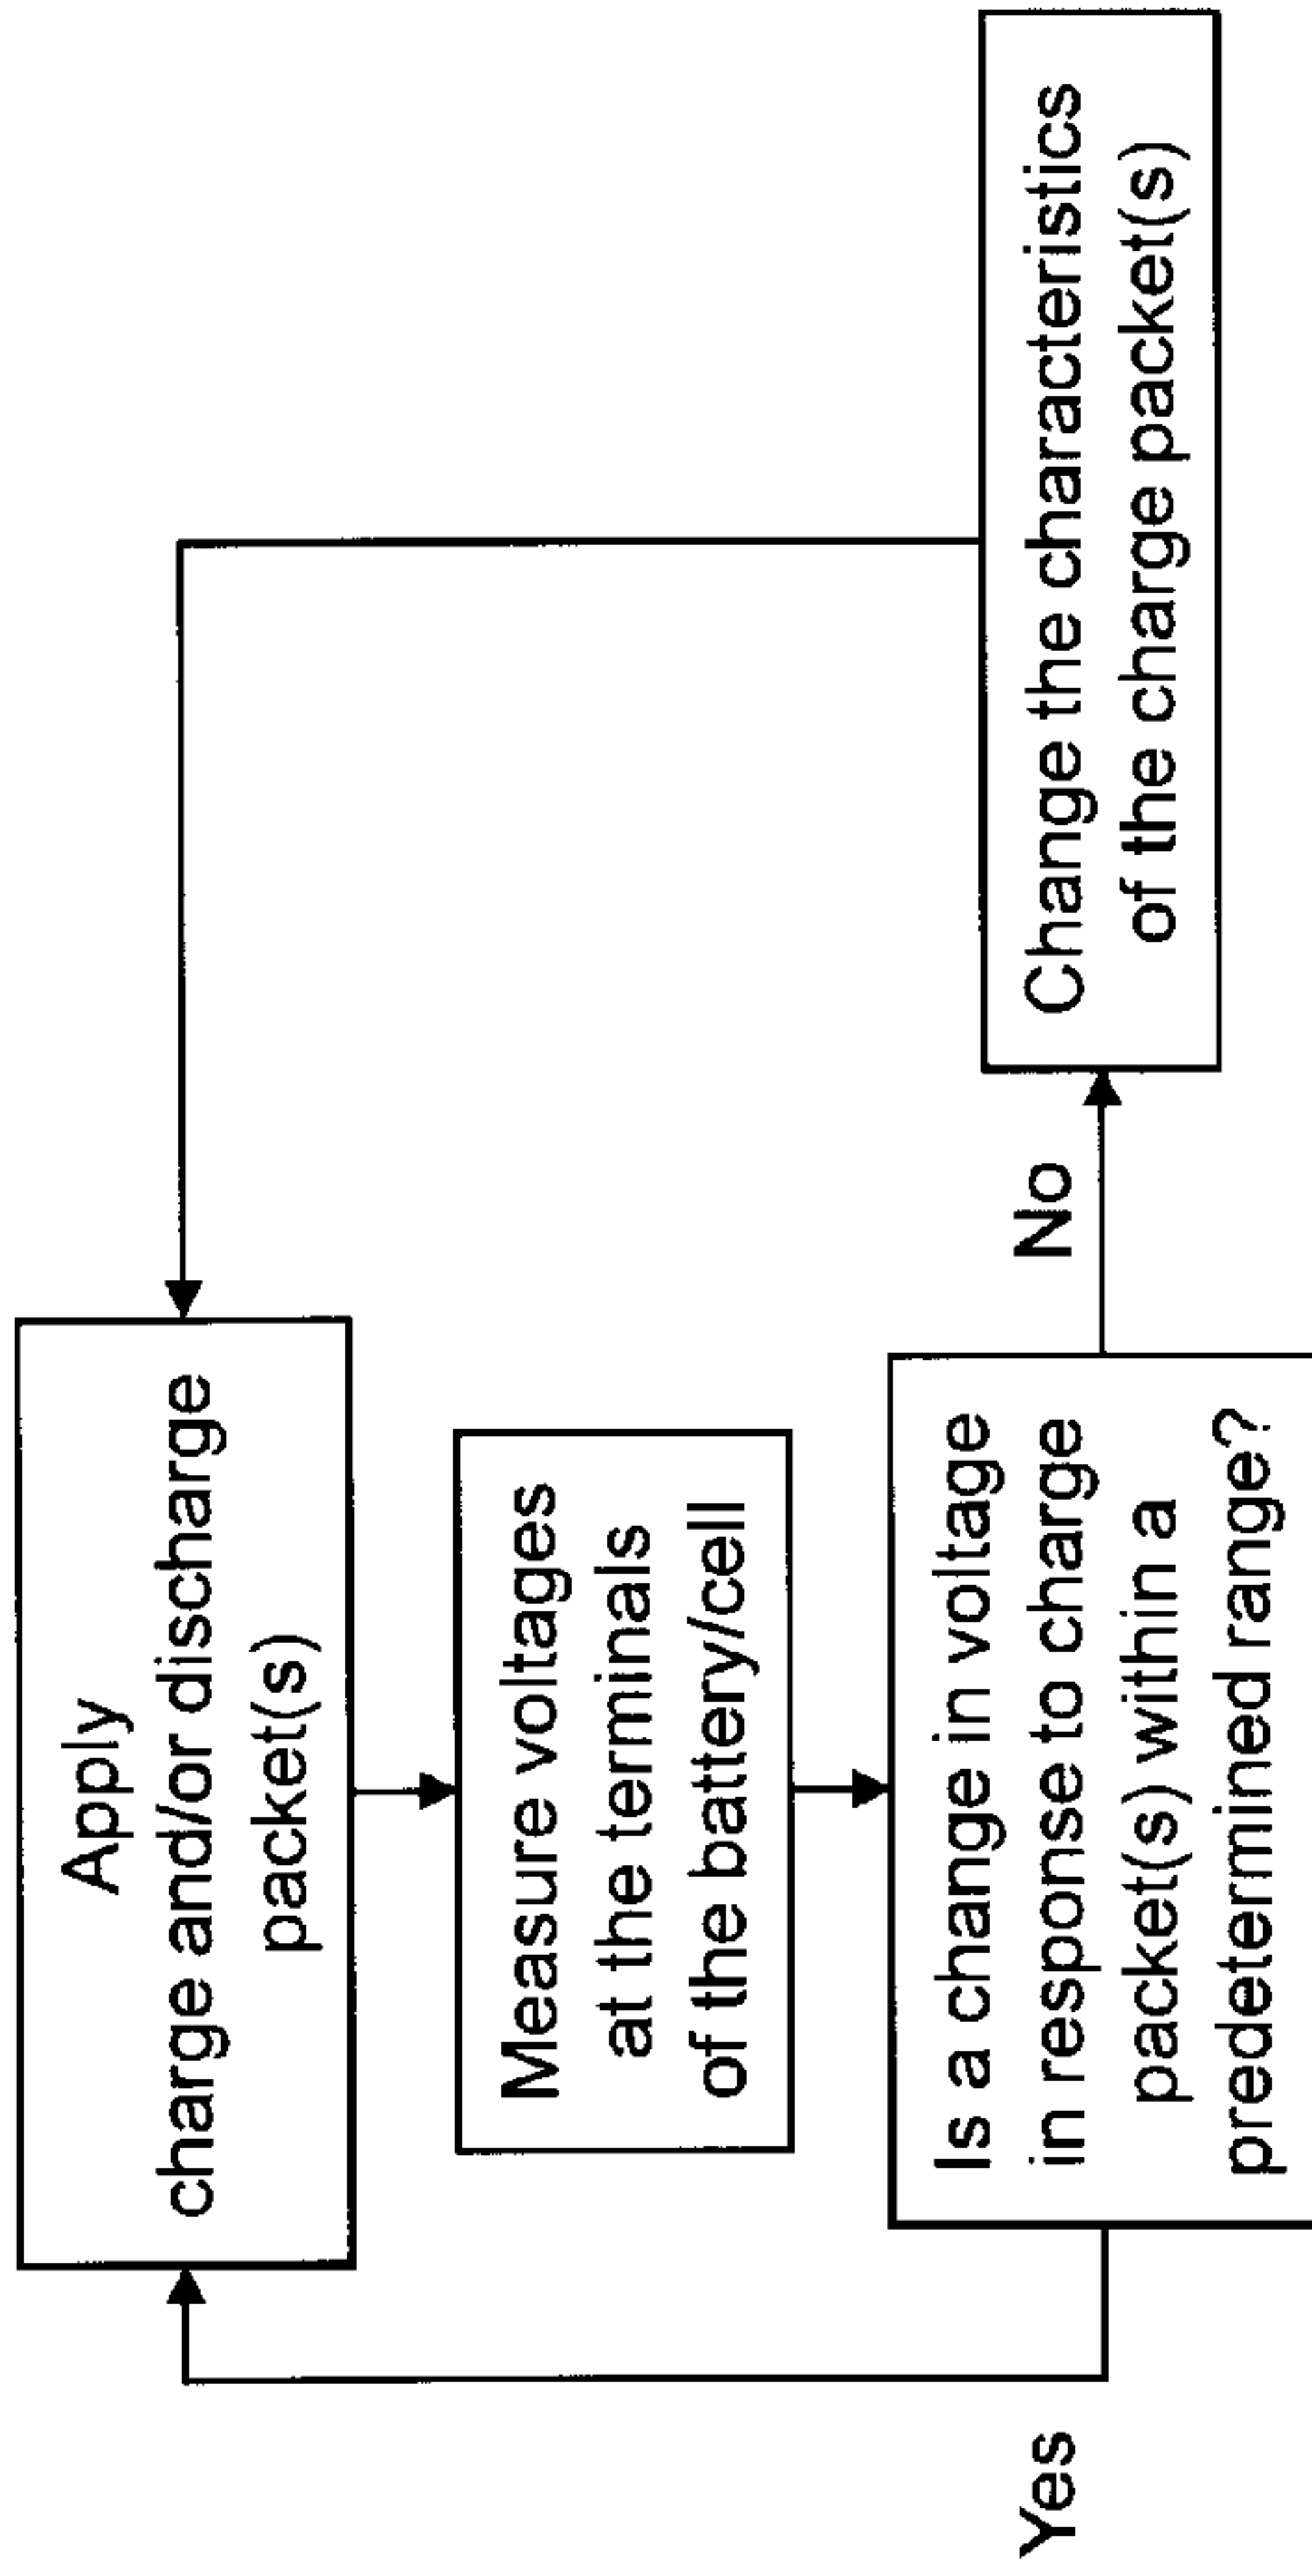 Apply
charge and/or discharge
packet(s)
Measure voltages
at the terminals
of the battery/cell
Is a change in voltage
in response to charge
packet(s) within a
predetermined range?
Yes
No
Change the characteristics
of the charge packet(s)